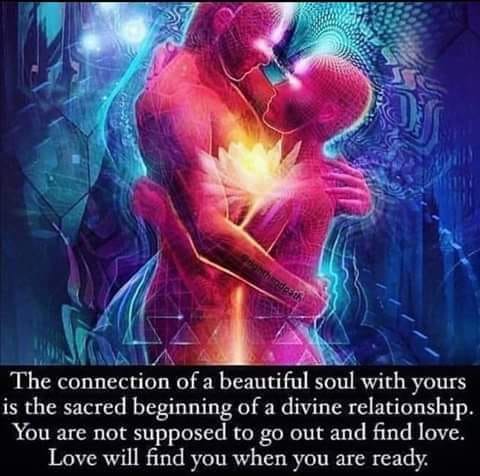 The connection of a beautiful soul with yours
is the sacred beginning of a divine relationship.
You are not supposed to go out and find love.
Love will find you when you are ready.